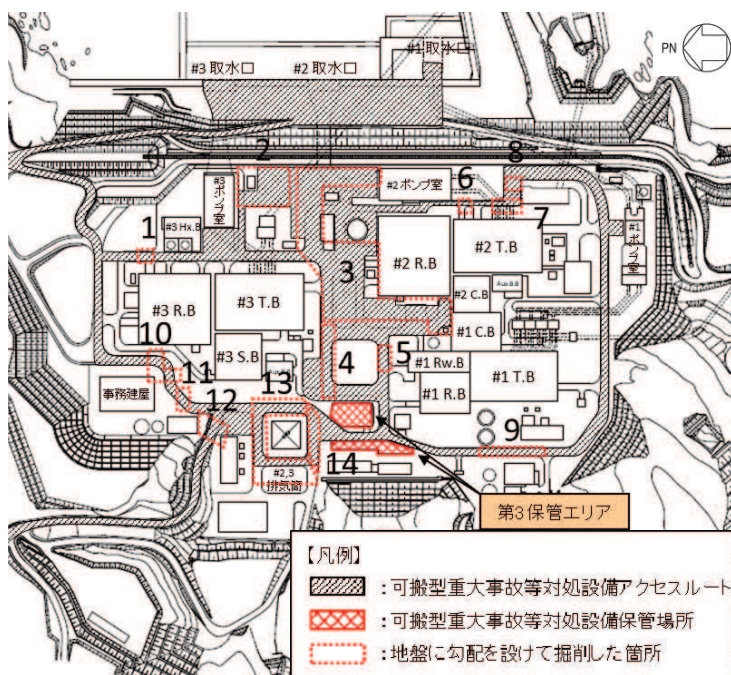 #1 取水口
#3 取水口
#2 取水口
PN
2
8
#3
ポンプ室
#2 ポンプ室
6
7
1
#3 Hx.B
#1
ポンプ室
#2 R.B
#2 T.B
3
#3 R.B
#3 T.B
#2 C.B
Aux.B.B
#1 C.B
10
#3 S.B
4
5
#1 Rw.B
11
13
#1 R.B
#1 T.B
事務建屋
12
9
14
#2,3
排気筒
第3保管エリア
【凡例】
：可搬型重大事故等対処設備アクセスルート
：可搬型重大事故等対処設備保管場所
：地盤に勾配を設けて掘削した箇所